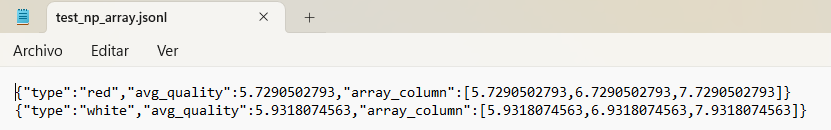 test_np_array.jsonl
Archivo Editar Ver
{"type":"red","avg_quality":5.7290502793,"array_column":[5.7290502793,6.7290502793,7.7290502793]}
{"type":"white","avg_quality":5.9318074563,"array_column":[5.9318074563,6.9318074563,7.9318074563]}